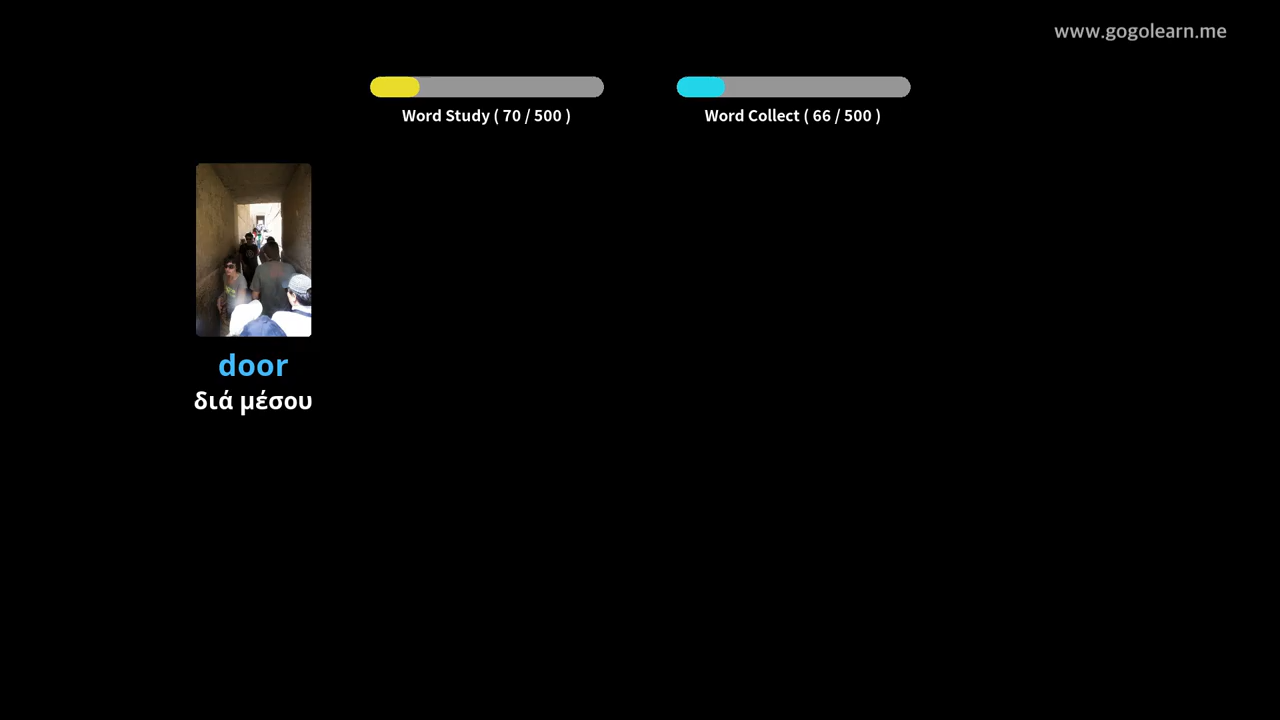 www.gogolearn.me
Word Study ( 70 / 500 )
Word Collect ( 66 / 500 )
door
διά μέσου